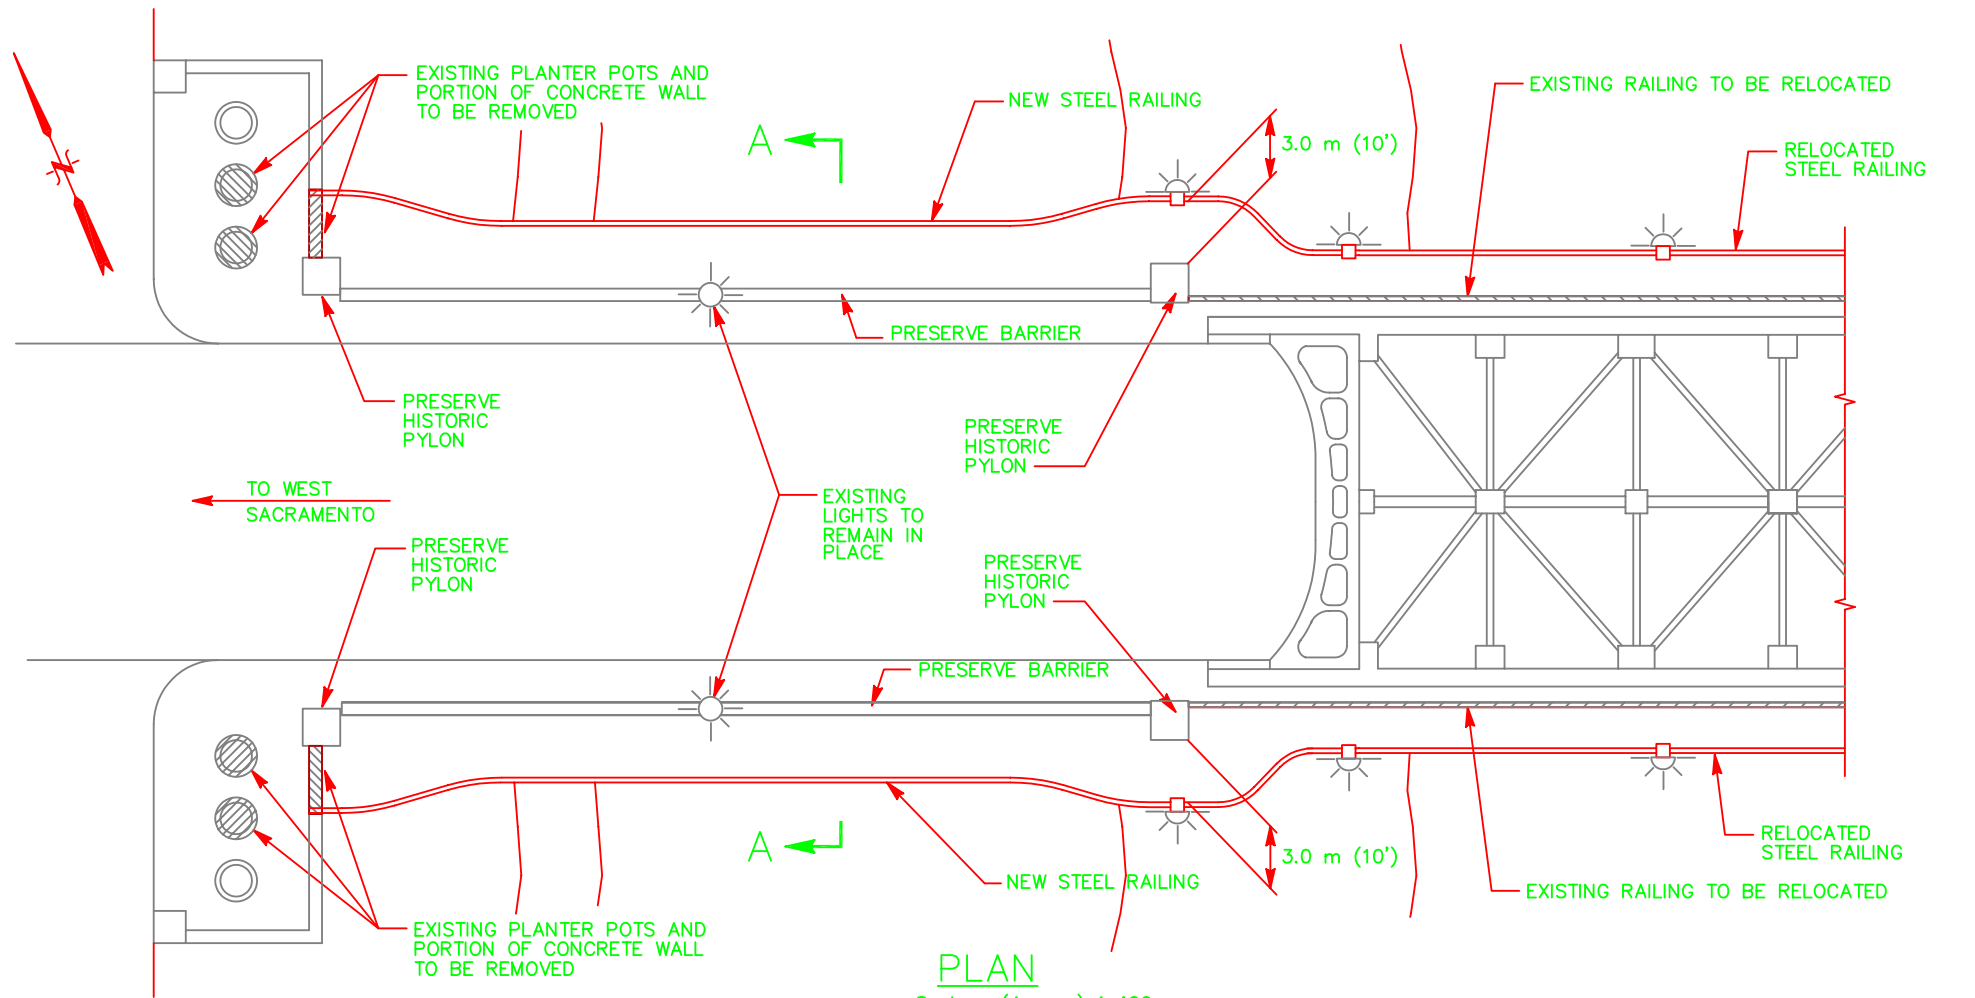 EXISTING PLANTER POTS AND
PORTION OF CONCRETE WALL
TO BE REMOVED
NEW STEEL RAILING
EXISTING RAILING TO BE RELOCATED
A
3.0 m (10')
RELOCATED
STEEL RAILING
PRESERVE BARRIER
PRESERVE
HISTORIC
PYLON
PRESERVE
HISTORIC
PYLON
TO WEST
SACRAMENTO
EXISTING
LIGHTS TO
REMAIN IN
PLACE
PRESERVE
HISTORIC
PYLON
PRESERVE
HISTORIC
PYLON
PRESERVE BARRIER
A
3.0 m (10')
RELOCATED
STEEL RAILING
NEW STEEL RAILING
EXISTING RAILING TO BE RELOCATED
EXISTING PLANTER POTS AND
PORTION OF CONCRETE WALL
TO BE REMOVED
PLAN